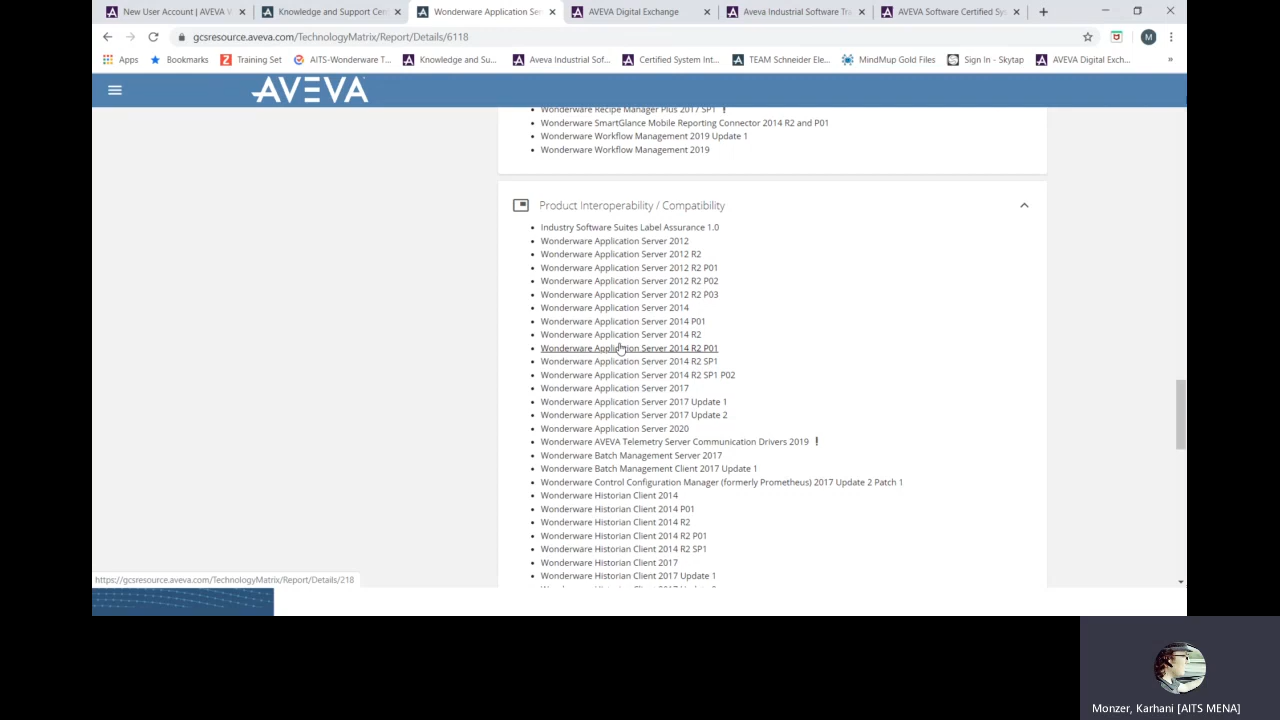 New User Account | AVEVA W
Knowledge and Support Cen
Wonderware Application Ser
AVEVA Digital Exchange
Aveva Industrial Software Tra
AVEVA Software Certified Sys
gcsresource.aveva.com/TechnologyMatrix/Report/Details/6118
M
Apps
Bookmarks
Training Set
AITS-Wonderware T...
Knowledge and Su...
Aveva Industrial Sof...
Certified System Int...
TEAM Schneider Ele...
MindMup Gold Files
Sign In - Skytap
AVEVA Digital Exch...
»
AVEVA
Wonderware Recipe Manager Plus 2017 SP1 !
Wonderware SmartGlance Mobile Reporting Connector 2014 R2 and P01
Wonderware Workflow Management 2019 Update 1
Wonderware Workflow Management 2019
Product Interoperability / Compatibility
Industry Software Suites Label Assurance 1.0
Wonderware Application Server 2012
Wonderware Application Server 2012 R2
Wonderware Application Server 2012 R2 P01
Wonderware Application Server 2012 R2 P02
Wonderware Application Server 2012 R2 P03
Wonderware Application Server 2014
Wonderware Application Server 2014 P01
Wonderware Application Server 2014 R2
Wonderware Application Server 2014 R2 P01
Wonderware Application Server 2014 R2 SP1
Wonderware Application Server 2014 R2 SP1 P02
Wonderware Application Server 2017
Wonderware Application Server 2017 Update 1
Wonderware Application Server 2017 Update 2
Wonderware Application Server 2020
Wonderware AVEVA Telemetry Server Communication Drivers 2019 !
Wonderware Batch Management Server 2017
Wonderware Batch Management Client 2017 Update 1
Wonderware Control Configuration Manager (formerly Prometheus) 2017 Update 2 Patch 1
Wonderware Historian Client 2014
Wonderware Historian Client 2014 P01
Wonderware Historian Client 2014 R2
Wonderware Historian Client 2014 R2 P01
Wonderware Historian Client 2014 R2 SP1
Wonderware Historian Client 2017
Wonderware Historian Client 2017 Update 1
https://gcsresource.aveva.com/TechnologyMatrix/Report/Details/218
Monzer, Karhani [AITS MENA]